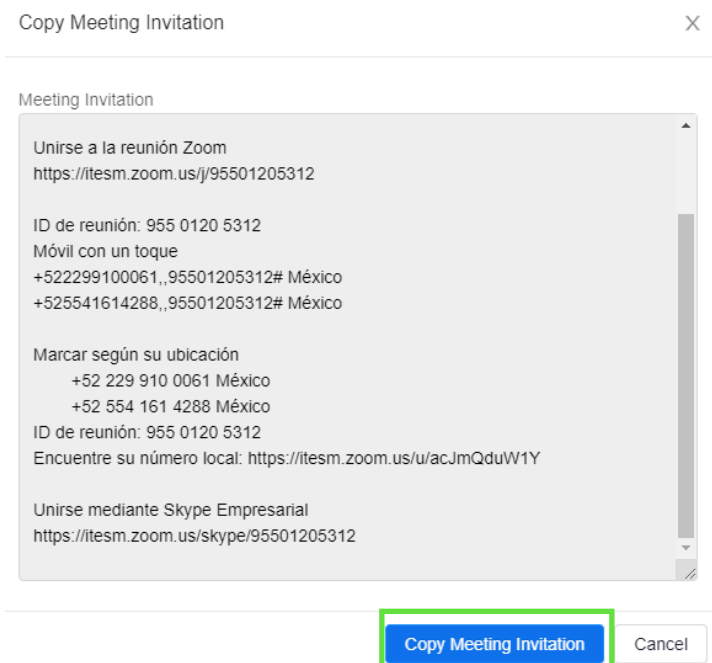 Copy Meeting Invitation
Meeting Invitation
Unirse a la reunión Zoom
https://itesm.zoom.us/j/95501205312
ID de reunión: 955 0120 5312
Móvil con un toque
+522299100061,,95501205312# México
+525541614288,,95501205312# México
Marcar según su ubicación
+52 229 910 0061 México
+52 554 161 4288 México
ID de reunión: 955 0120 5312
Encuentre su número local: https://itesm.zoom.us/u/acJmQduW1Y
Unirse mediante Skype Empresarial
https://itesm.zoom.us/skype/95501205312
Copy Meeting Invitation Cancel